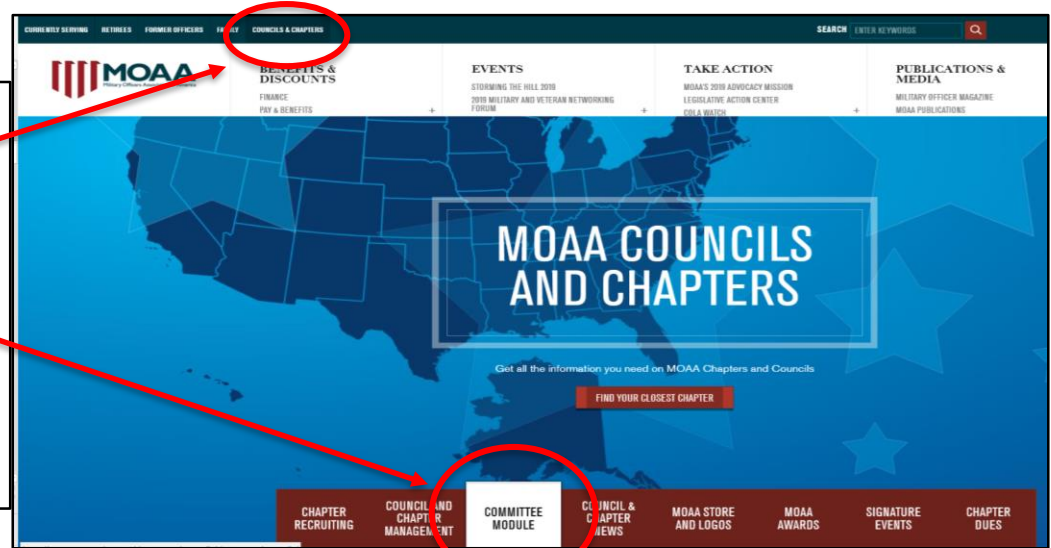 CURRENTLY SERVING RETIREES FORMER OFFICERS FAMILY COUNCILS & CHAPTERS
SEARCH ENTER KEYWORDS
MOAA
BENEFITS & DISCOUNTS
FINANCE
PAY & BENEFITS +
EVENTS
STORMING THE HILL 2019
2019 MILITARY AND VETERAN NETWORKING
FORUM +
TAKE ACTION
MOAA'S 2019 ADVOCACY MISSION
LEGISLATIVE ACTION CENTER
COLA WATCH +
PUBLICATIONS &
MEDIA
MILITARY OFFICER MAGAZINE
MOAA PUBLICATIONS
MOAA COUNCILS
AND CHAPTERS
Get all the information you need on MOAA Chapters and Councils
FIND YOUR CLOSEST CHAPTER
CHAPTER
RECRUITING
COUNCIL AND
CHAPTER
MANAGEMENT
COMMITTEE
MODULE
COUNCIL &
CHAPTER
NEWS
MOAA STORE
AND LOGOS
MOAA
AWARDS
SIGNATURE
EVENTS
CHAPTER
DUES